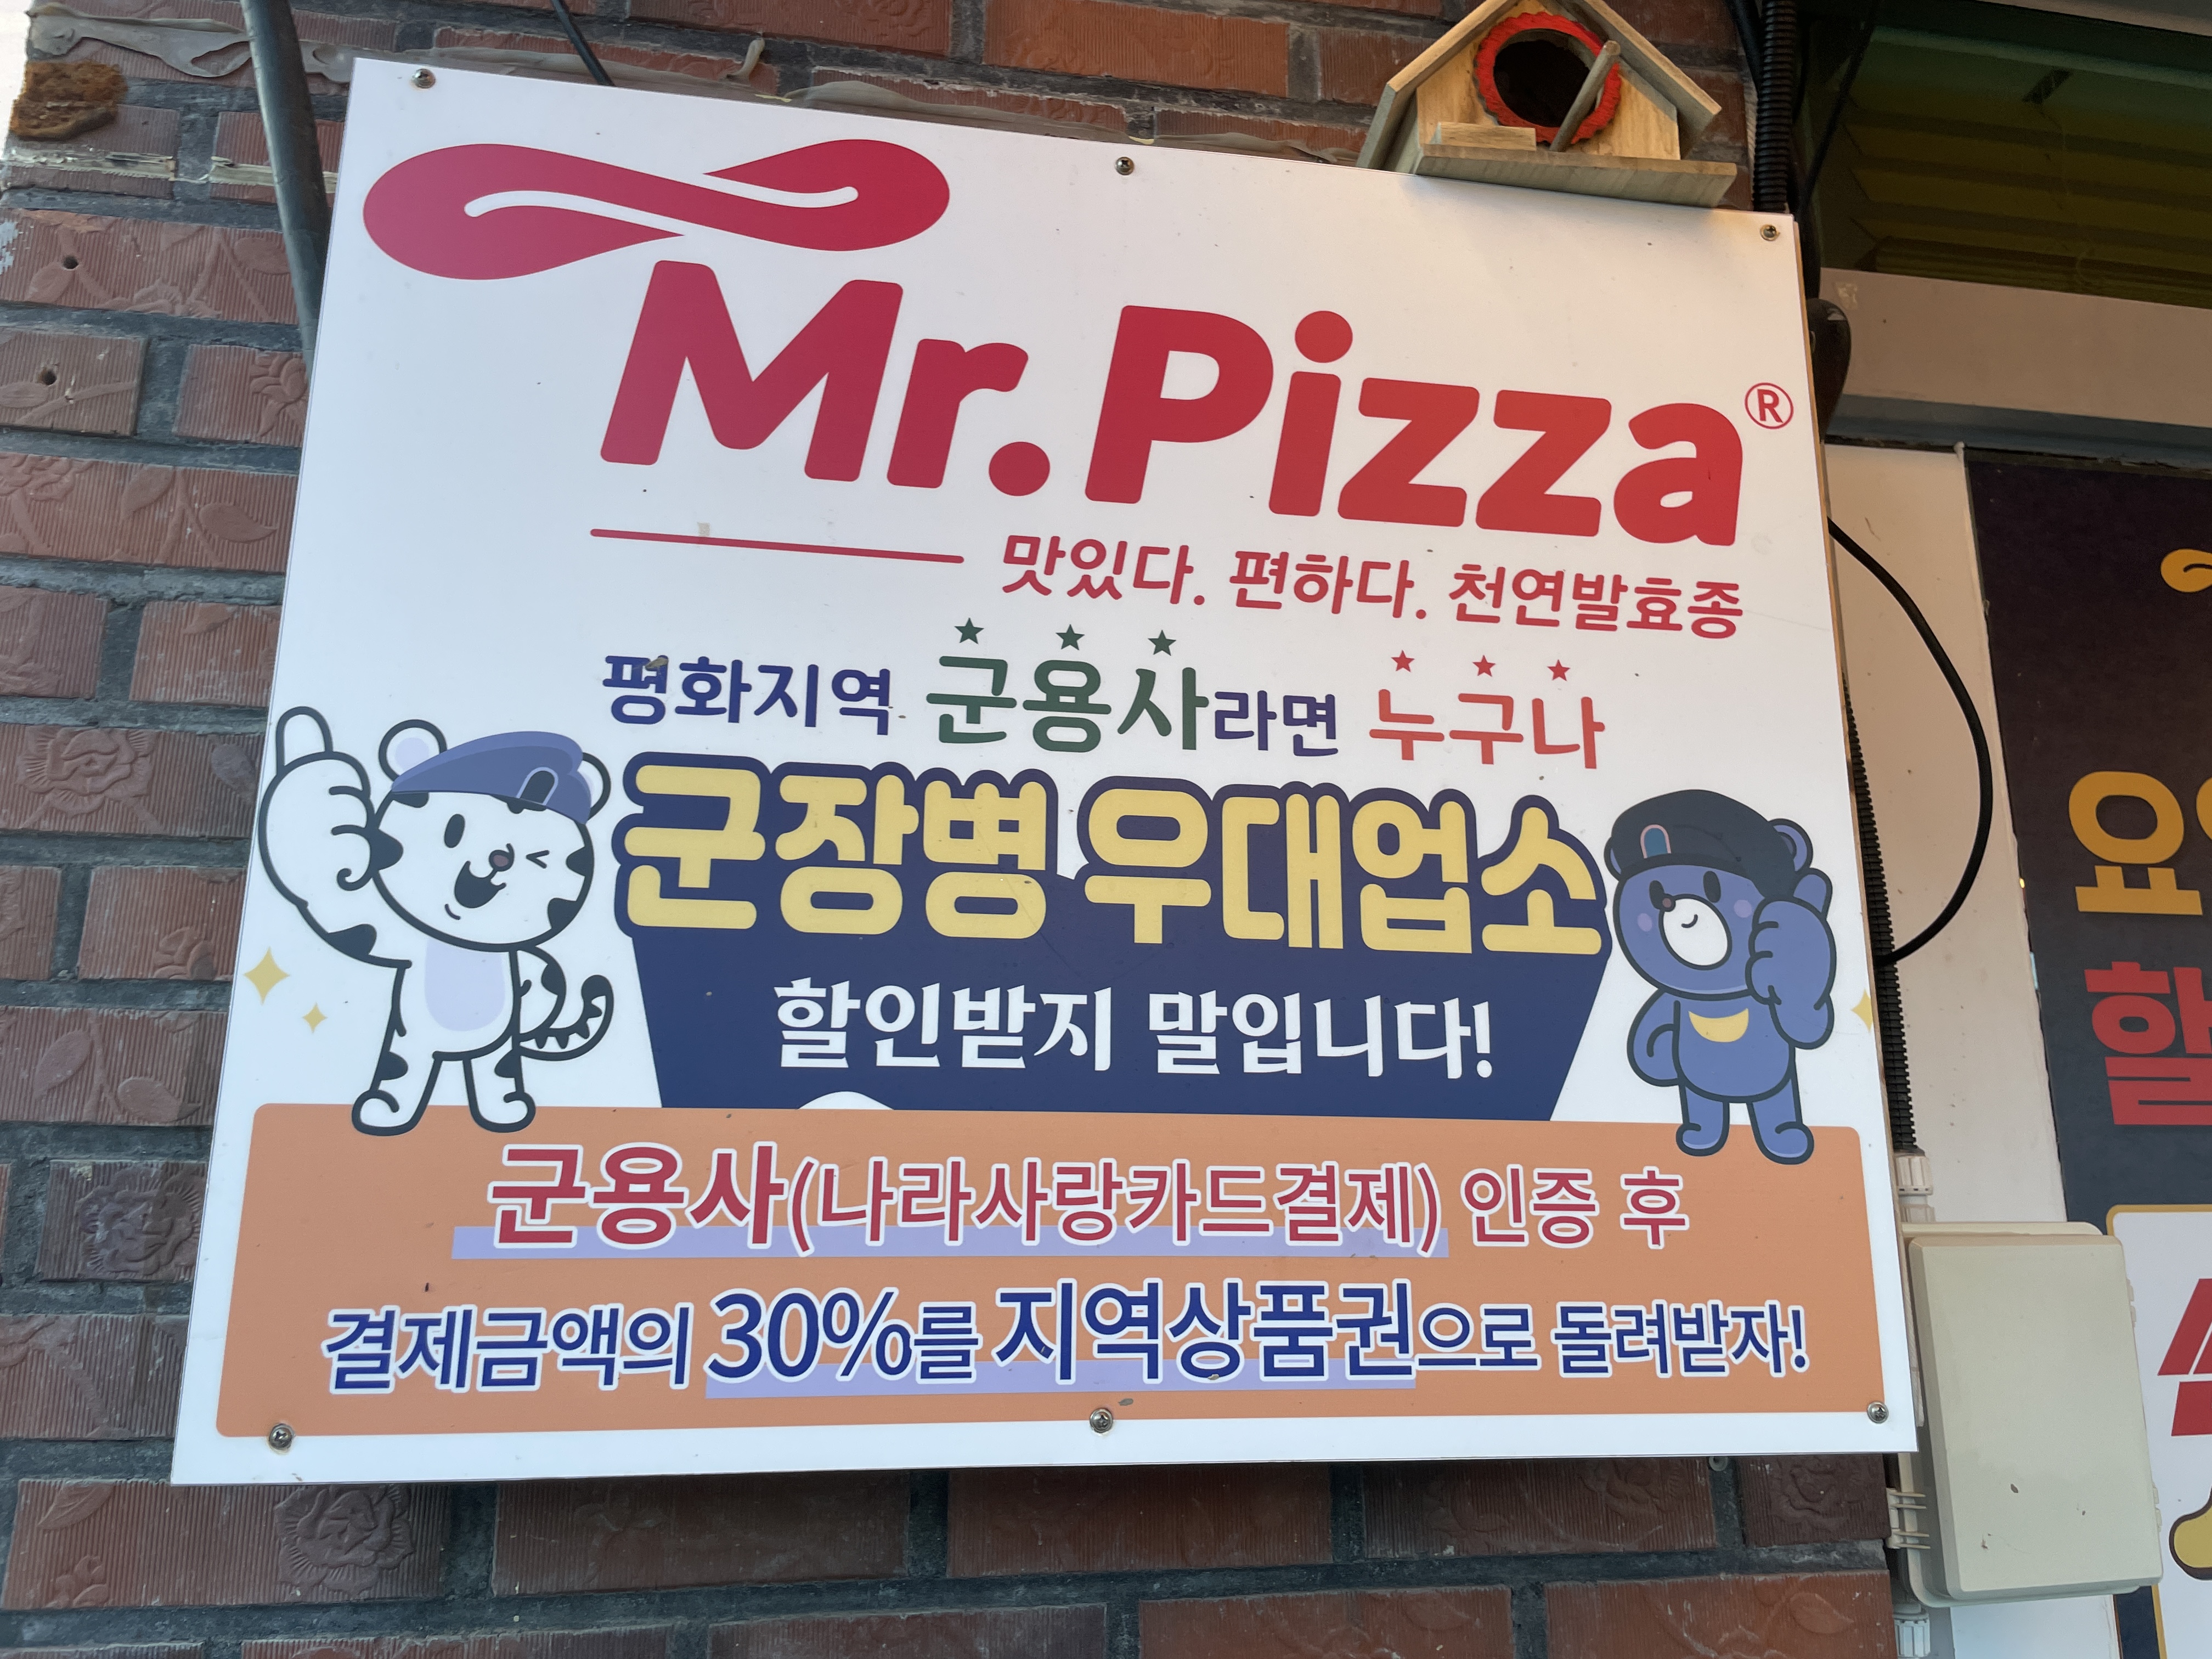 Mr. Pizza®
맛있다. 편하다. 천연발효종
평화지역 군용사라면 누구나
군장병 우대업소
할인받지 말입니다!
군용사(나라사랑카드결제) 인증 후
결제금액의 30%를 지역상품권으로 돌려받자!
요
할